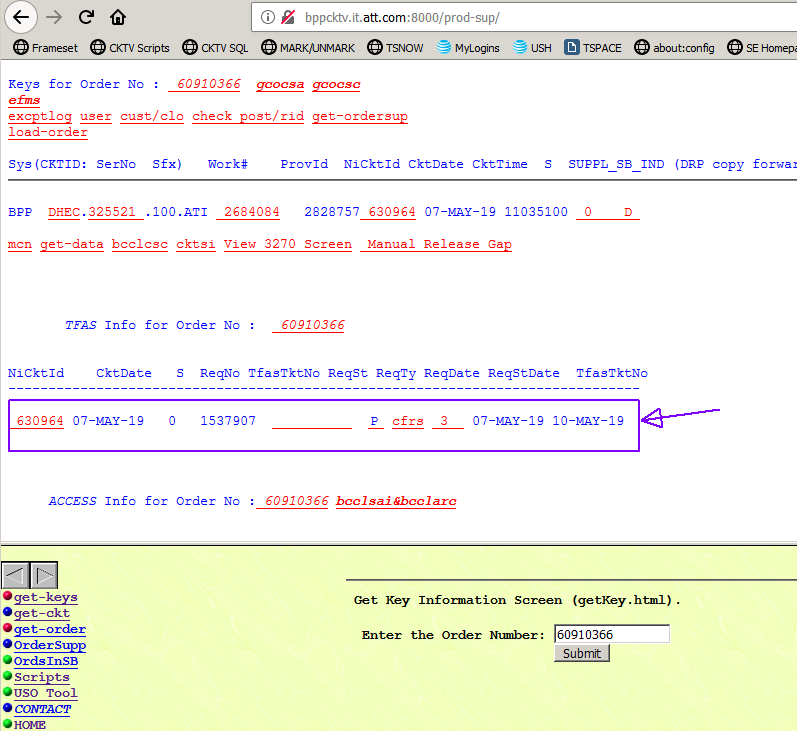 bppcktv.it.att.com:8000/prod-sup/
Frameset CKTV Scripts CKTV SQL MARK/UNMARK TSNOW MyLogins USH TSPACE about:config SE Homepa
Keys for Order No : 60910366 gcocsa gcocsc
efms
excptlog user cust/clo check post/rid get-ordersup
load-order
Sys(CKTID: SerNo Sfx) Work# ProvId NiCktId CktDate CktTime S SUPPL_SB_IND (DRP copy forwar
BPP DHEC.325521 .100.ATI 2684084 2828757 630964 07-MAY-19 11035100 0 D
mcn get-data bcclcsc cktsi View 3270 Screen Manual Release Gap
TFAS Info for Order No : 60910366
NiCktId CktDate S ReqNo TfasTktNo ReqSt ReqTy ReqDate ReqStDate TfasTktNo
630964 07-MAY-19 0 1537907 P cfrs 3 07-MAY-19 10-MAY-19
ACCESS Info for Order No : 60910366 bcclsai&bcclarc
get-keys
get-ckt
get-order
OrderSupp
OrdsInSB
Scripts
USO Tool
CONTACT
HOME
Get Key Information Screen (getKey.html).
Enter the Order Number: 60910366
Submit